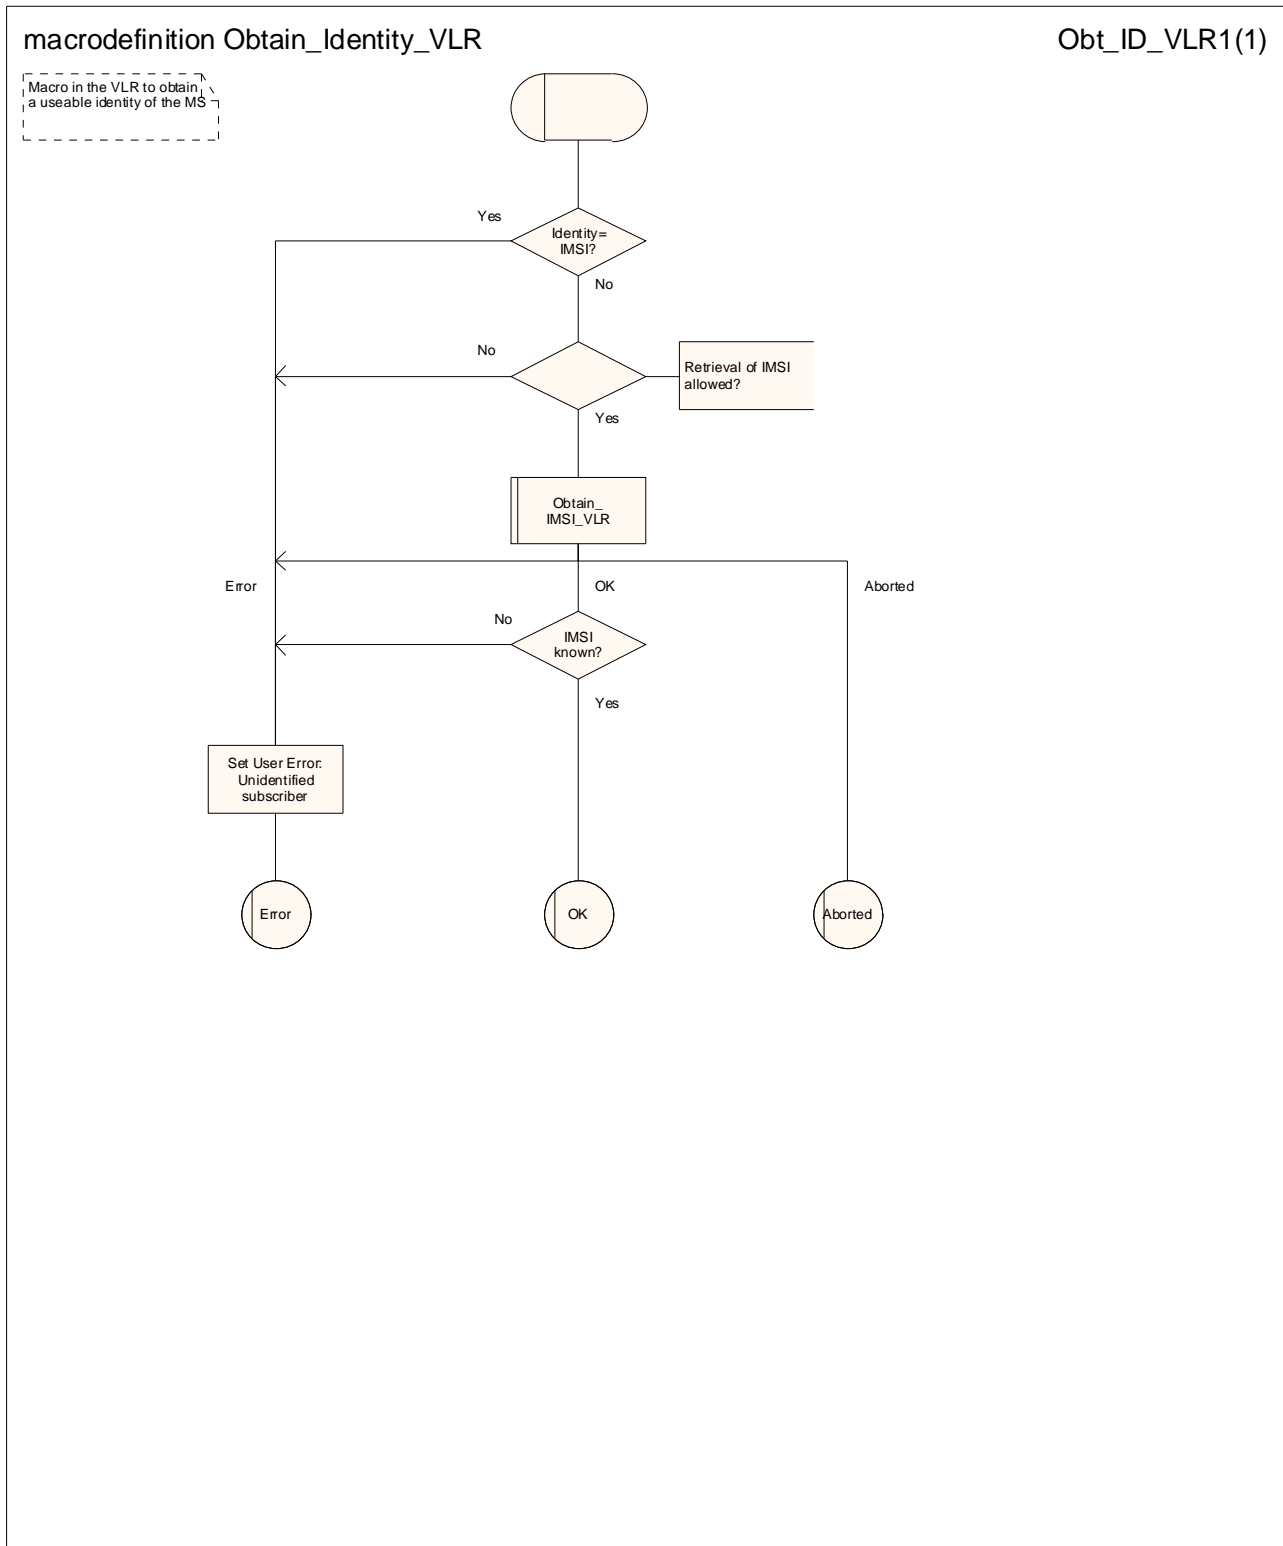 macrodefinition Obtain_Identity_VLR
Obt_ID_VLR1(1)
Macro in the VLR to obtain
a useable identity of the MS
Yes
Identity=
IMSI?
No
No
Retrieval of IMSI
allowed?
Yes
Obtain_
IMSI_VLR
Error
OK
Aborted
No
IMSI
known?
Yes
Set User Error:
Unidentified
subscriber
Error
OK
Aborted